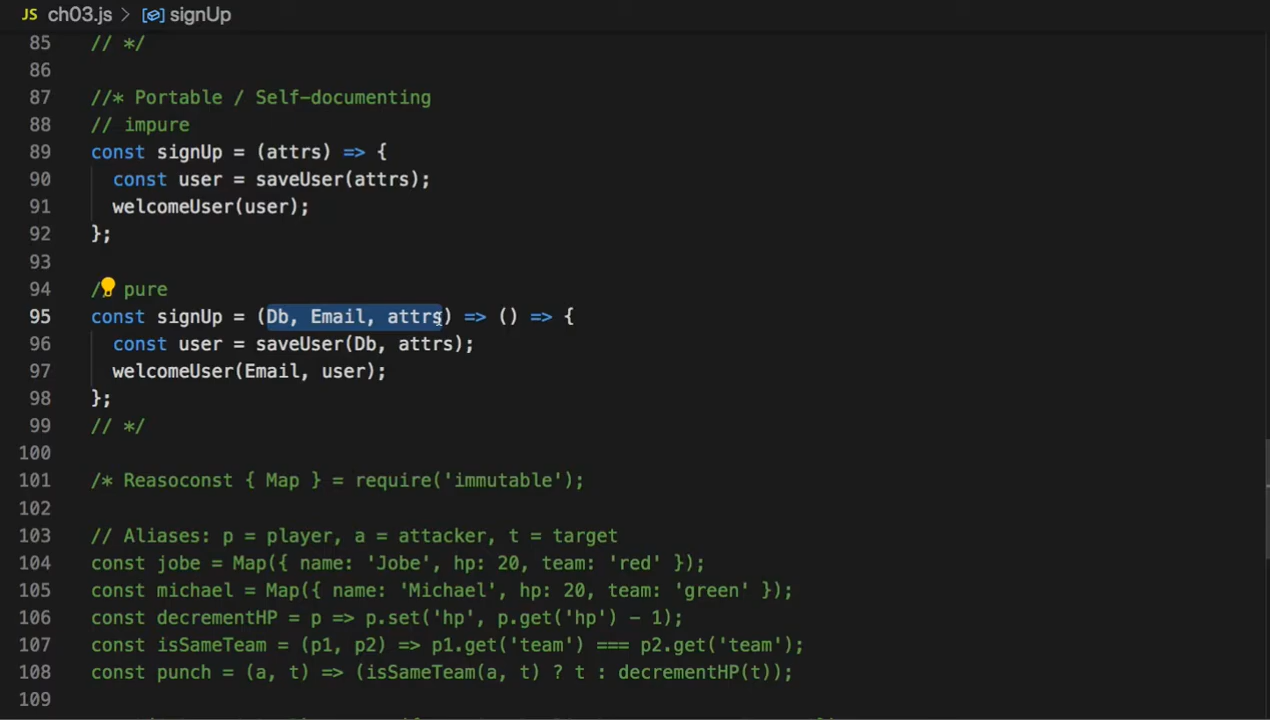 JS ch03.js > signUp
85 // */
86
87 //* Portable / Self-documenting
88 // impure
89 const signUp = (attrs) => {
90 const user = saveUser(attrs);
91 welcomeUser(user);
92 };
93
94 / pure
95 const signUp = (Db, Email, attrs) => () => {
96 const user = saveUser(Db, attrs);
97 welcomeUser(Email, user);
98 };
99 // */
100
101 /* Reasoconst { Map } = require('immutable');
102
103 // Aliases: p = player, a = attacker, t = target
104 const jobe = Map({ name: 'Jobe', hp: 20, team: 'red' });
105 const michael = Map({ name: 'Michael', hp: 20, team: 'green' });
106 const decrementHP = p => p.set('hp', p.get('hp') - 1);
107 const isSameTeam = (p1, p2) => p1.get('team') === p2.get('team');
108 const punch = (a, t) => (isSameTeam(a, t) ? t : decrementHP(t));
109